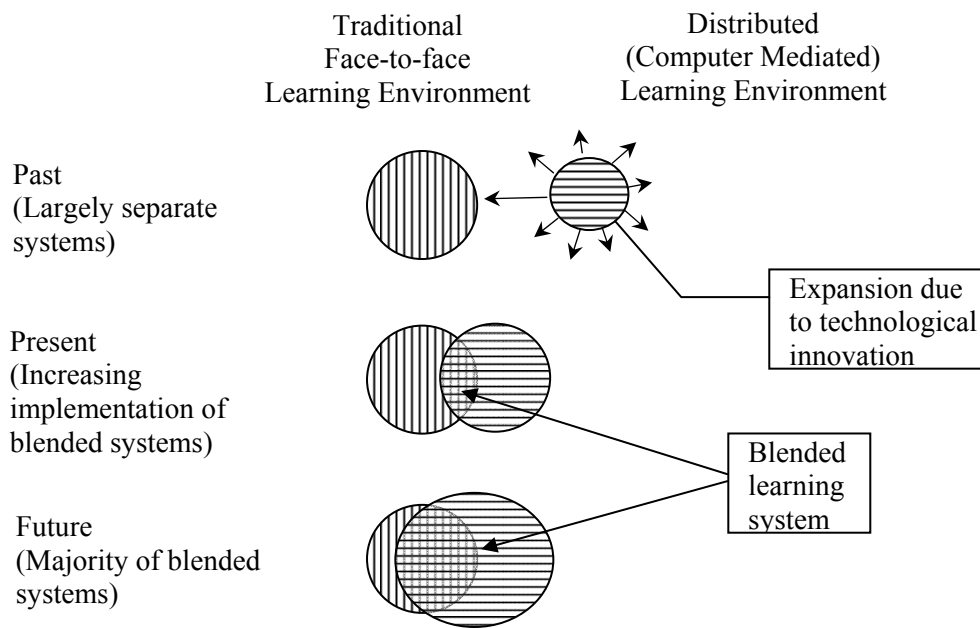 Traditional
Face-to-face
Learning Environment
Distributed
(Computer Mediated)
Learning Environment
Past
(Largely separate
systems)
Expansion due
to technological
innovation
Present
(Increasing
implementation of
blended systems)
Blended
learning
system
Future
(Majority of blended
systems)